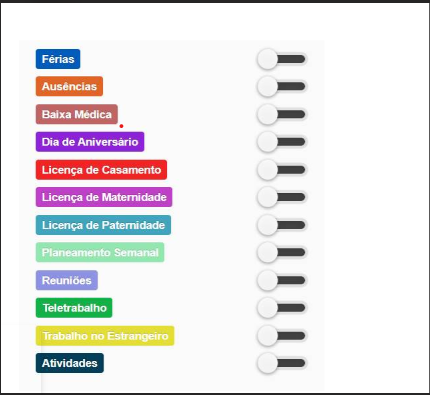 Férias
Ausências
Baixa Médica
Dia de Aniversário
Licença de Casamento
Licença de Maternidade
Licença de Paternidade
Planeamento Semanal
Reuniões
Teletrabalho
Trabalho no Estrangeiro
Atividades